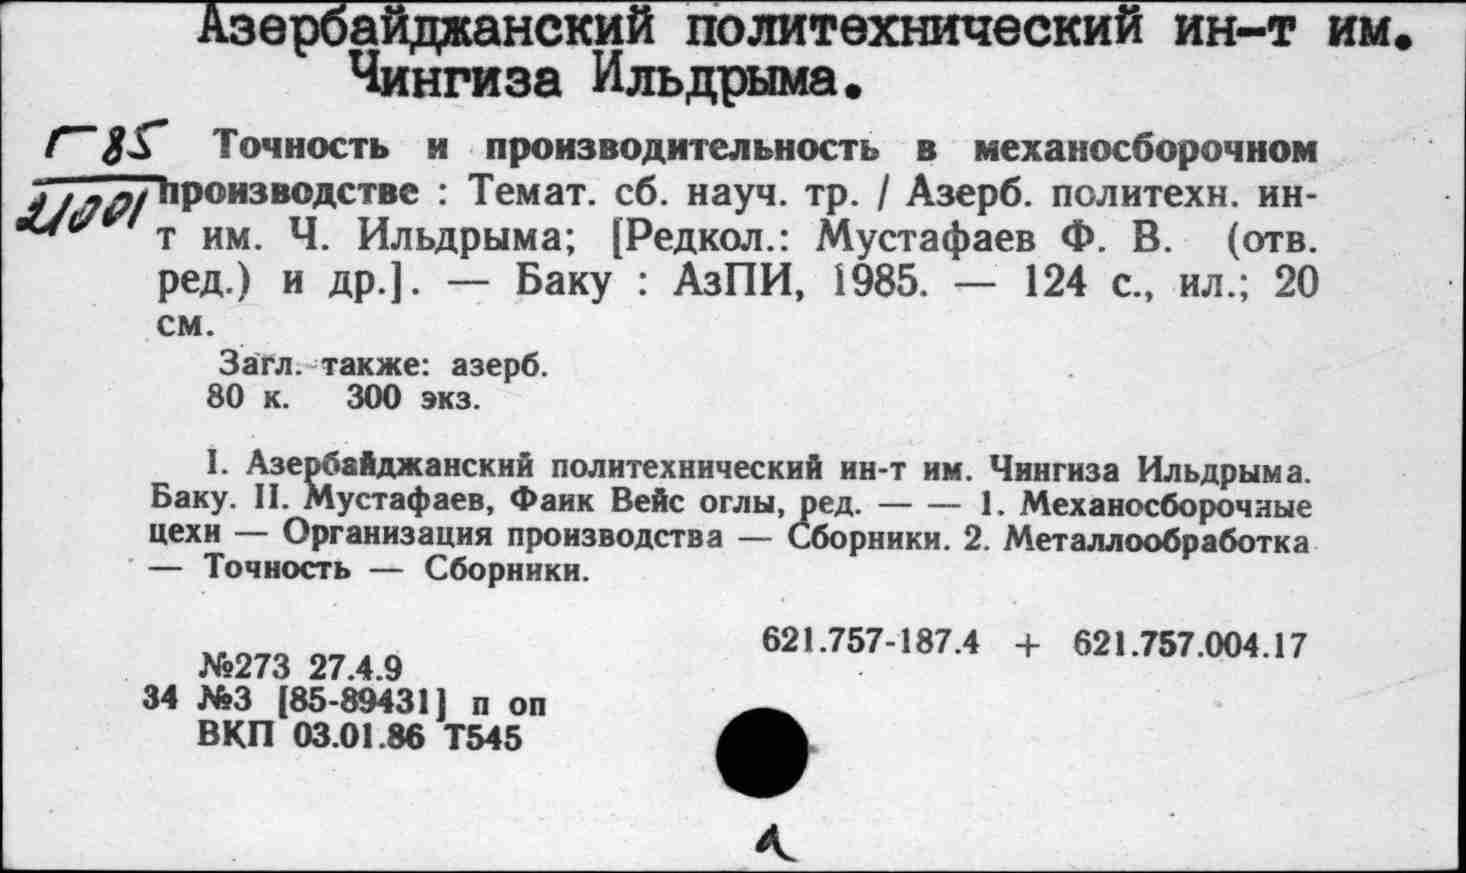 Азербайджанский политехнический ин-т им.
Чингиза Ильдрыма.
Г 85 Точность и производительность в механосборочном
производстве : Темат. сб. науч. тр. / Азерб. политехн. ин-
т им. Ч. Ильдрыма; [Редкол.: Мустафаев Ф. В. (отв.
ред.) и др.]. — Баку : АзПИ, 1985. — 124 с., ил.; 20
см.
Загл. также: азерб.
80 к. 300 экз.
I. Азербайджанский политехнический ин-т им. Чингиза Ильдрыма.
Баку. II. Мустафаев, Фаик Вейс оглы, ред. — — 1. Механосборочные
цехи — Организация производства — Сборники. 2. Металлообработка
— Точность — Сборники.
621.757-187.4 + 621.757.004.17
№273 27.4.9
34 №3 [85-89431] п оп
ВКП 03.01.86 Т545